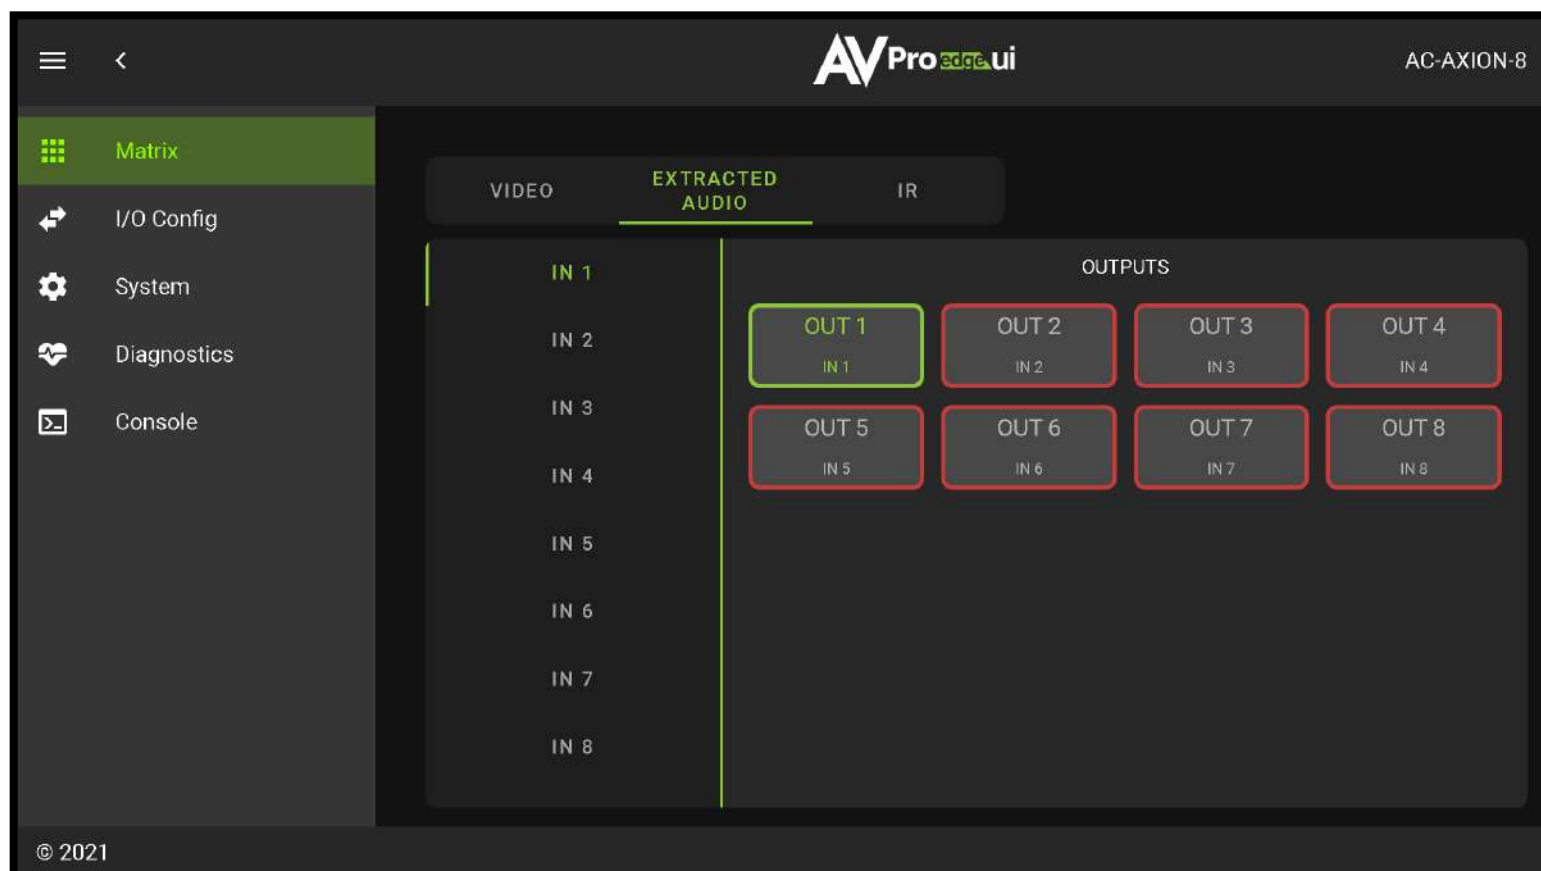 AVPro edge.ui
AC-AXION-8
Matrix
I/O Config
System
Diagnostics
Console
VIDEO
EXTRACTED
AUDIO
IR
IN 1
IN 2
IN 3
IN 4
IN 5
IN 6
IN 7
IN 8
OUTPUTS
OUT 1
IN 1
OUT 2
IN 2
OUT 3
IN 3
OUT 4
IN 4
OUT 5
IN 5
OUT 6
IN 6
OUT 7
IN 7
OUT 8
IN 8
© 2021